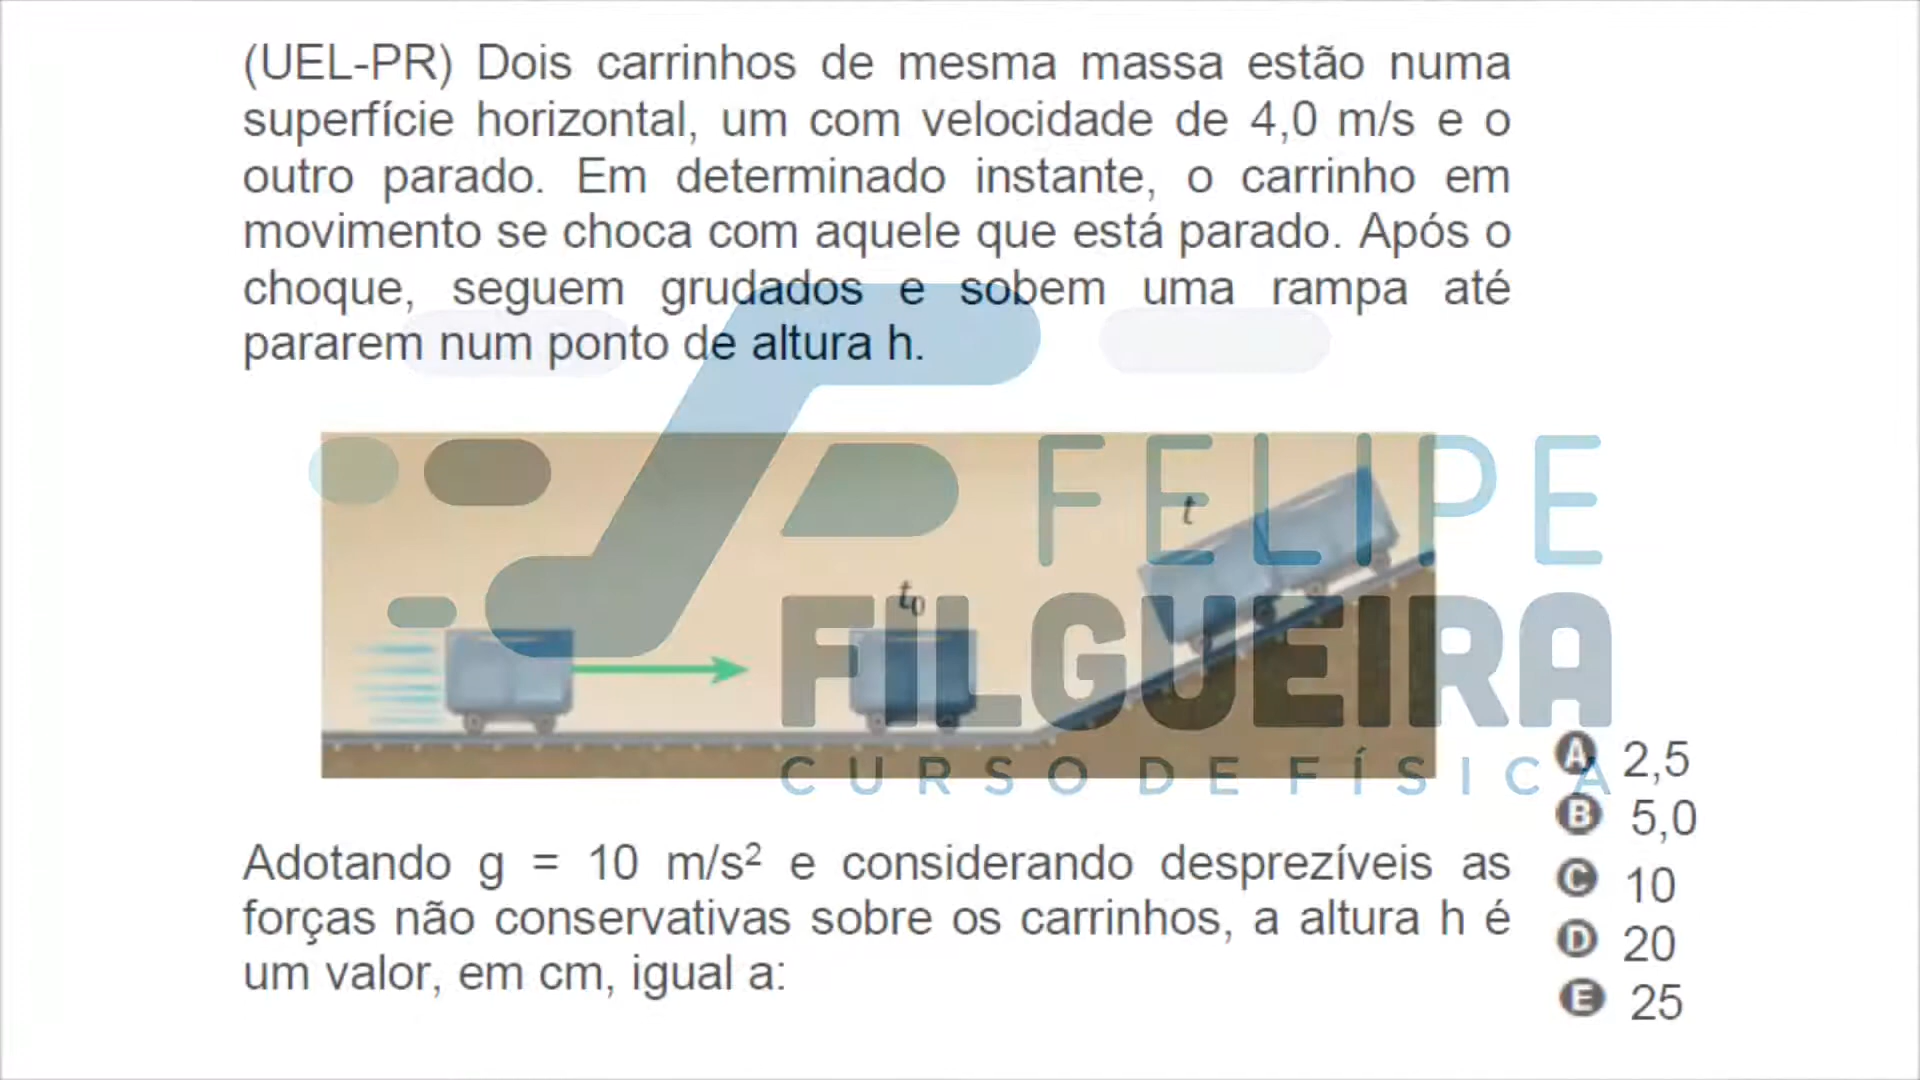 (UEL-PR) Dois carrinhos de mesma massa estão numa
superfície horizontal, um com velocidade de 4,0 m/s e o
outro parado. Em determinado instante, o carrinho em
movimento se choca com aquele que está parado. Após o
choque, seguem grudados e sobem uma rampa até
pararem num ponto de altura h.
t
t₀
FELIPE
FILGUEIRA
CURSO DE FÍSICA
Adotando g = 10 m/s² e considerando desprezíveis as
forças não conservativas sobre os carrinhos, a altura h é
um valor, em cm, igual a:
A 2,5
B 5,0
C 10
D 20
E 25